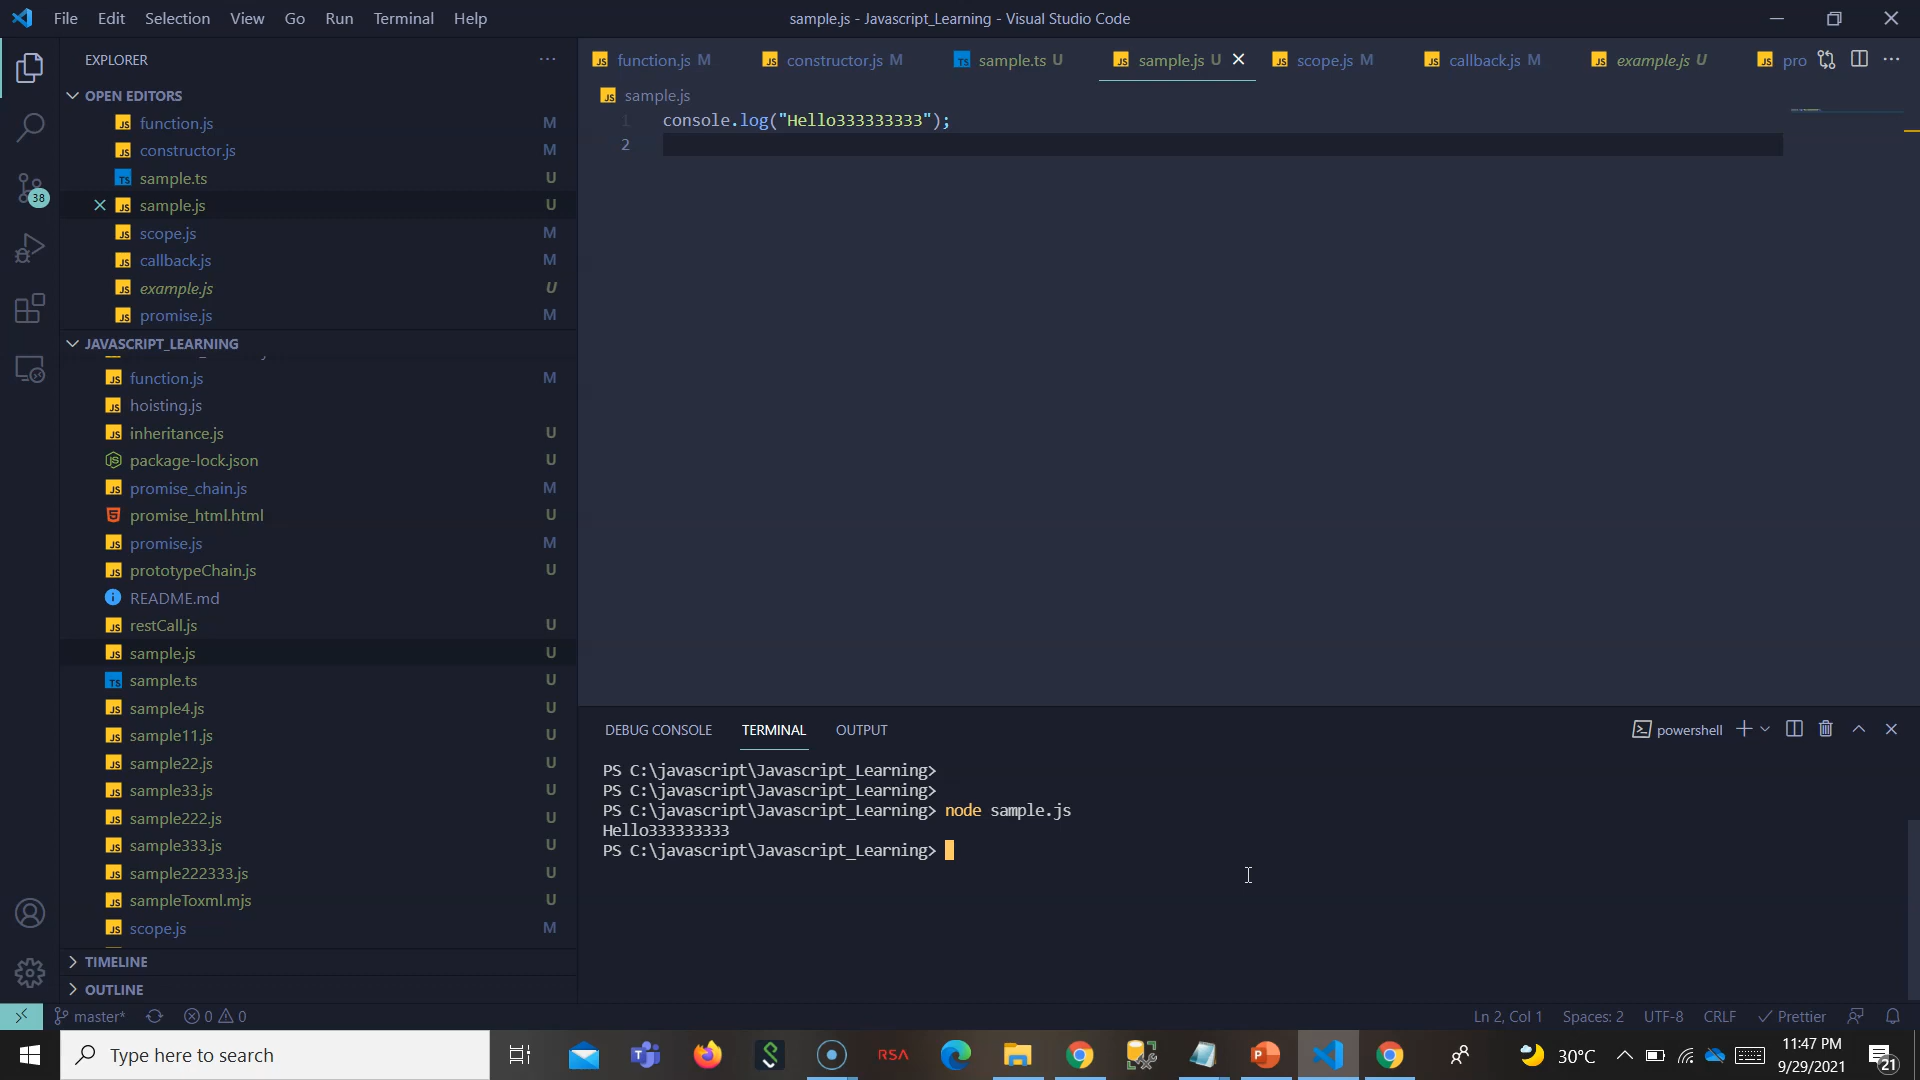 File Edit Selection View Go Run Terminal Help
sample.js - Javascript_Learning - Visual Studio Code
EXPLORER
OPEN EDITORS
function.js M
constructor.js M
sample.ts U
sample.js U
scope.js M
callback.js M
example.js U
promise.js M
JAVASCRIPT_LEARNING
function.js M
hoisting.js
inheritance.js U
package-lock.json U
promise_chain.js M
promise_html.html U
promise.js M
prototypeChain.js U
README.md
restCall.js U
sample.js U
sample.ts U
sample4.js U
sample11.js U
sample22.js U
sample33.js U
sample222.js U
sample333.js U
sample222333.js U
sampleToxml.mjs U
scope.js M
TIMELINE
OUTLINE
38
function.js M constructor.js M sample.ts U sample.js U scope.js M callback.js M example.js U pro
sample.js
1 console.log("Hello333333333");
2
DEBUG CONSOLE TERMINAL OUTPUT
powershell
PS C:\javascript\Javascript_Learning>
PS C:\javascript\Javascript_Learning>
PS C:\javascript\Javascript_Learning> node sample.js
Hello333333333
PS C:\javascript\Javascript_Learning>
master* 0 0
Ln 2, Col 1 Spaces: 2 UTF-8 CRLF Prettier
Type here to search
RSA
30°C
11:47 PM
9/29/2021
21